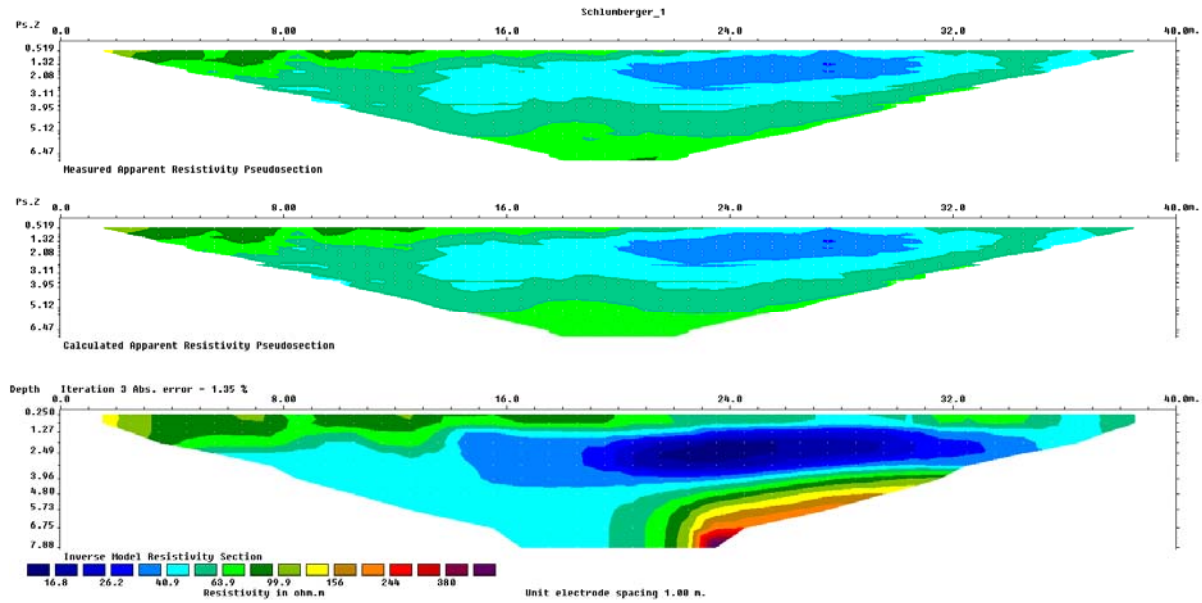 Schlumberger_1
Ps.Z 0.0 8.00 16.0 24.0 32.0 40.0m.
0.519
1.32
2.08
3.11
3.95
5.12
6.47
Measured Apparent Resistivity Pseudosection
Ps.Z 0.0 8.00 16.0 24.0 32.0 40.0m.
0.519
1.32
2.08
3.11
3.95
5.12
6.47
Calculated Apparent Resistivity Pseudosection
Depth Iteration 3 Abs. error - 1.35 %
0.0 8.00 16.0 24.0 32.0 40.0m.
0.250
1.27
2.49
3.96
4.80
5.73
6.75
7.88
Inverse Model Resistivity Section
16.8 26.2 40.9 63.9 99.9 156 244 380
Resistivity in ohm.m Unit electrode spacing 1.00 m.